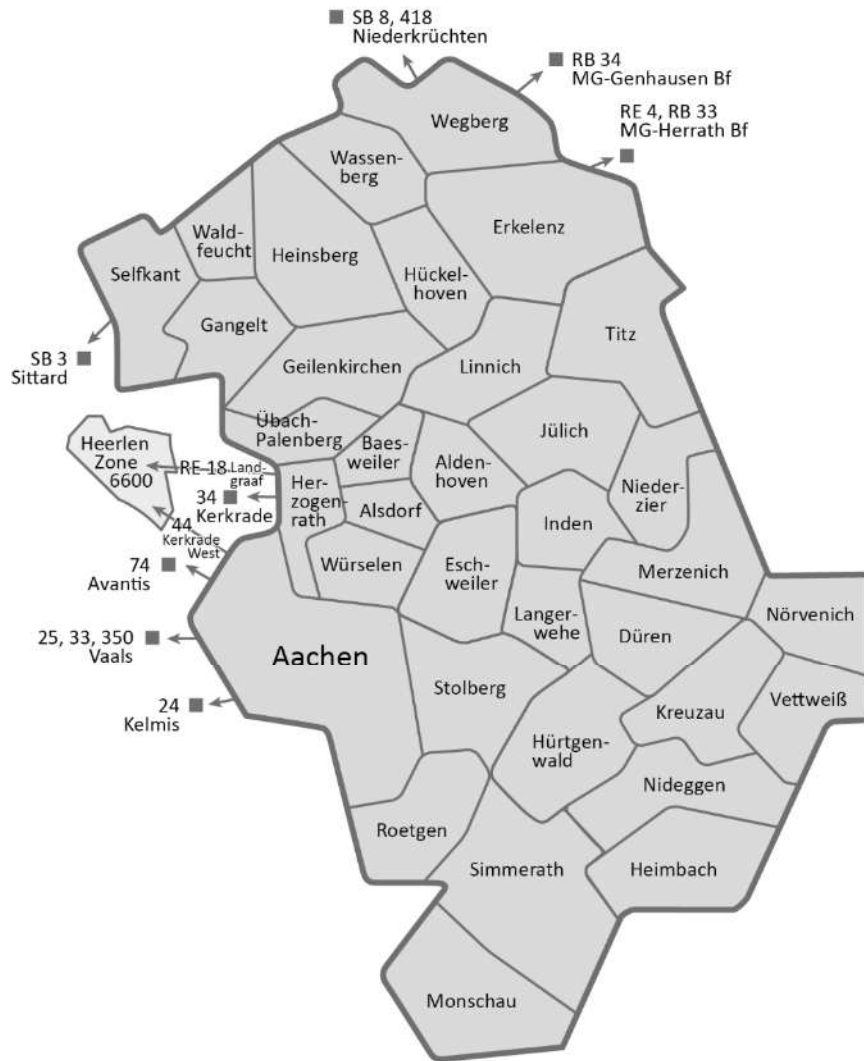 SB 8, 418
Niederkrüchten
RB 34
MG-Genhausen Bf
RE 4, RB 33
MG-Herrath Bf
Wegberg
Wassen-
berg
Erkelenz
Wald-
feucht
Heinsberg
Selfkant
Hückel-
hoven
Gangelt
Titz
SB 3
Sittard
Geilenkirchen
Linnich
Übach-
Palenberg
Baes-
weiler
Jülich
Heerlen
Zone
6600
RE 18 Land-
graaf
Alden-
hoven
Her-
zogen-
rath
Nieder-
zier
34
Kerkrade
Alsdorf
Inden
44
Kerkrade
West
74
Avantis
Würselen
Esch-
weiler
Merzenich
Langer-
wehe
Düren
Nörvenich
25, 33, 350
Vaals
Aachen
Stolberg
24
Kelmis
Kreuzau
Vettweiß
Hürtgen-
wald
Nideggen
Roetgen
Simmerath
Heimbach
Monschau